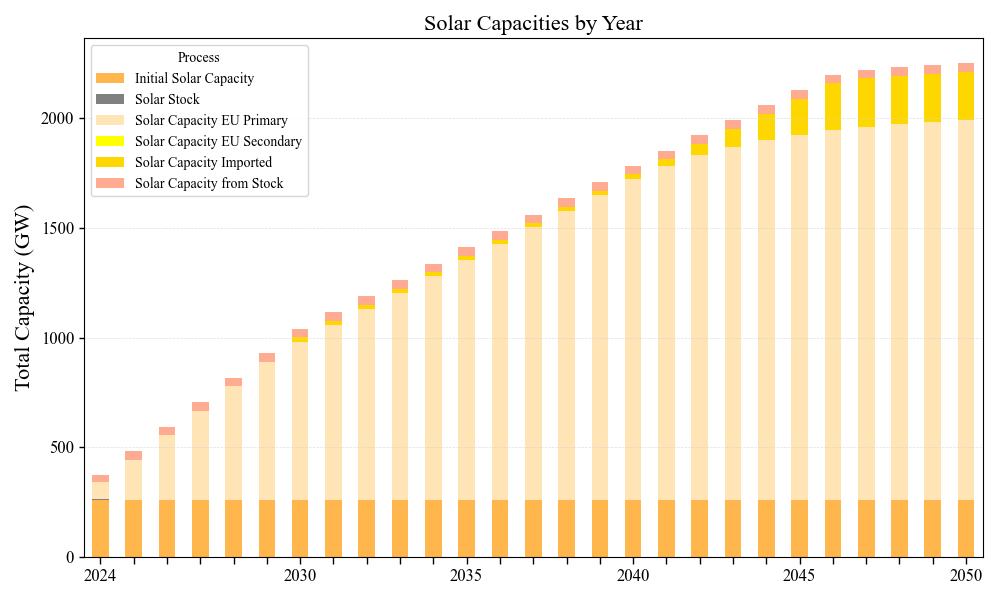 Solar Capacities by Year
Total Capacity (GW)
2000
1500
1000
500
0
Process
Initial Solar Capacity
Solar Stock
Solar Capacity EU Primary
Solar Capacity EU Secondary
Solar Capacity Imported
Solar Capacity from Stock
2024 2030 2035 2040 2045 2050